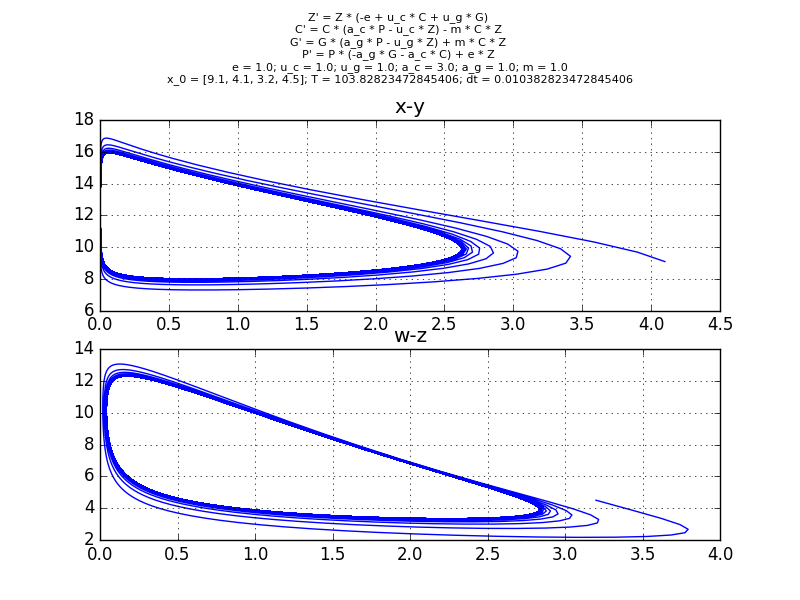 Z' = Z * (-e + u_c * C + u_g * G)
C' = C * (a_c * P - u_c * Z) - m * C * Z
G' = G * (a_g * P - u_g * Z) + m * C * Z
P' = P * (-a_g * G - a_c * C) + e * Z
e = 1.0; u_c = 1.0; u_g = 1.0; a_c = 3.0; a_g = 1.0; m = 1.0
x_0 = [9.1, 4.1, 3.2, 4.5]; T = 103.82823472845406; dt = 0.010382823472845406
x-y
18
16
14
12
10
8
6
0.0 0.5 1.0 1.5 2.0 2.5 3.0 3.5 4.0 4.5
w-z
14
12
10
8
6
4
2
0.0 0.5 1.0 1.5 2.0 2.5 3.0 3.5 4.0